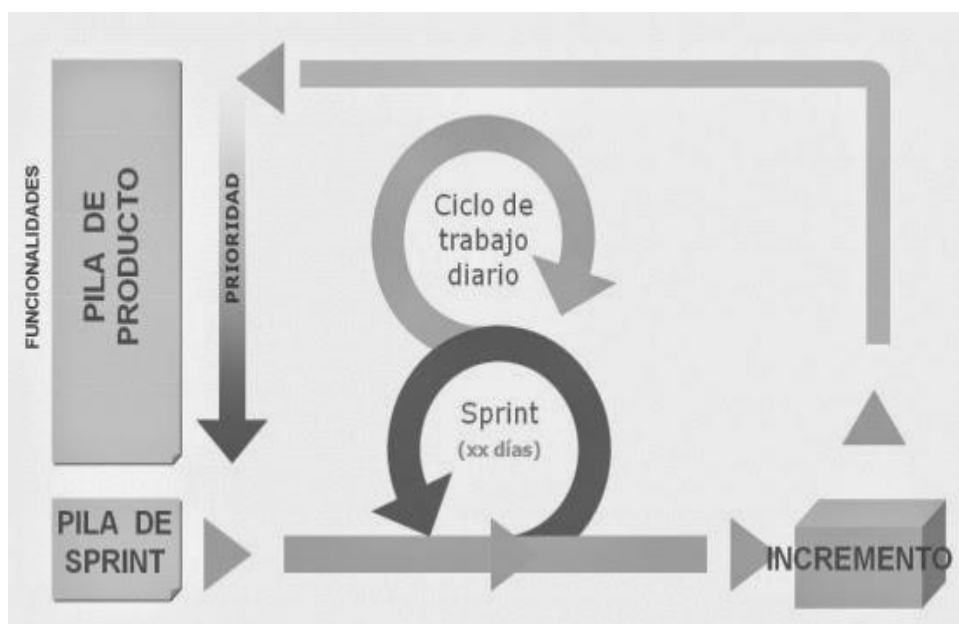 FUNCIONALIDADES
PILA DE
PRODUCTO
PRIORIDAD
Ciclo de
trabajo
diario
Sprint
(xx días)
PILA DE
SPRINT
INCREMENTO